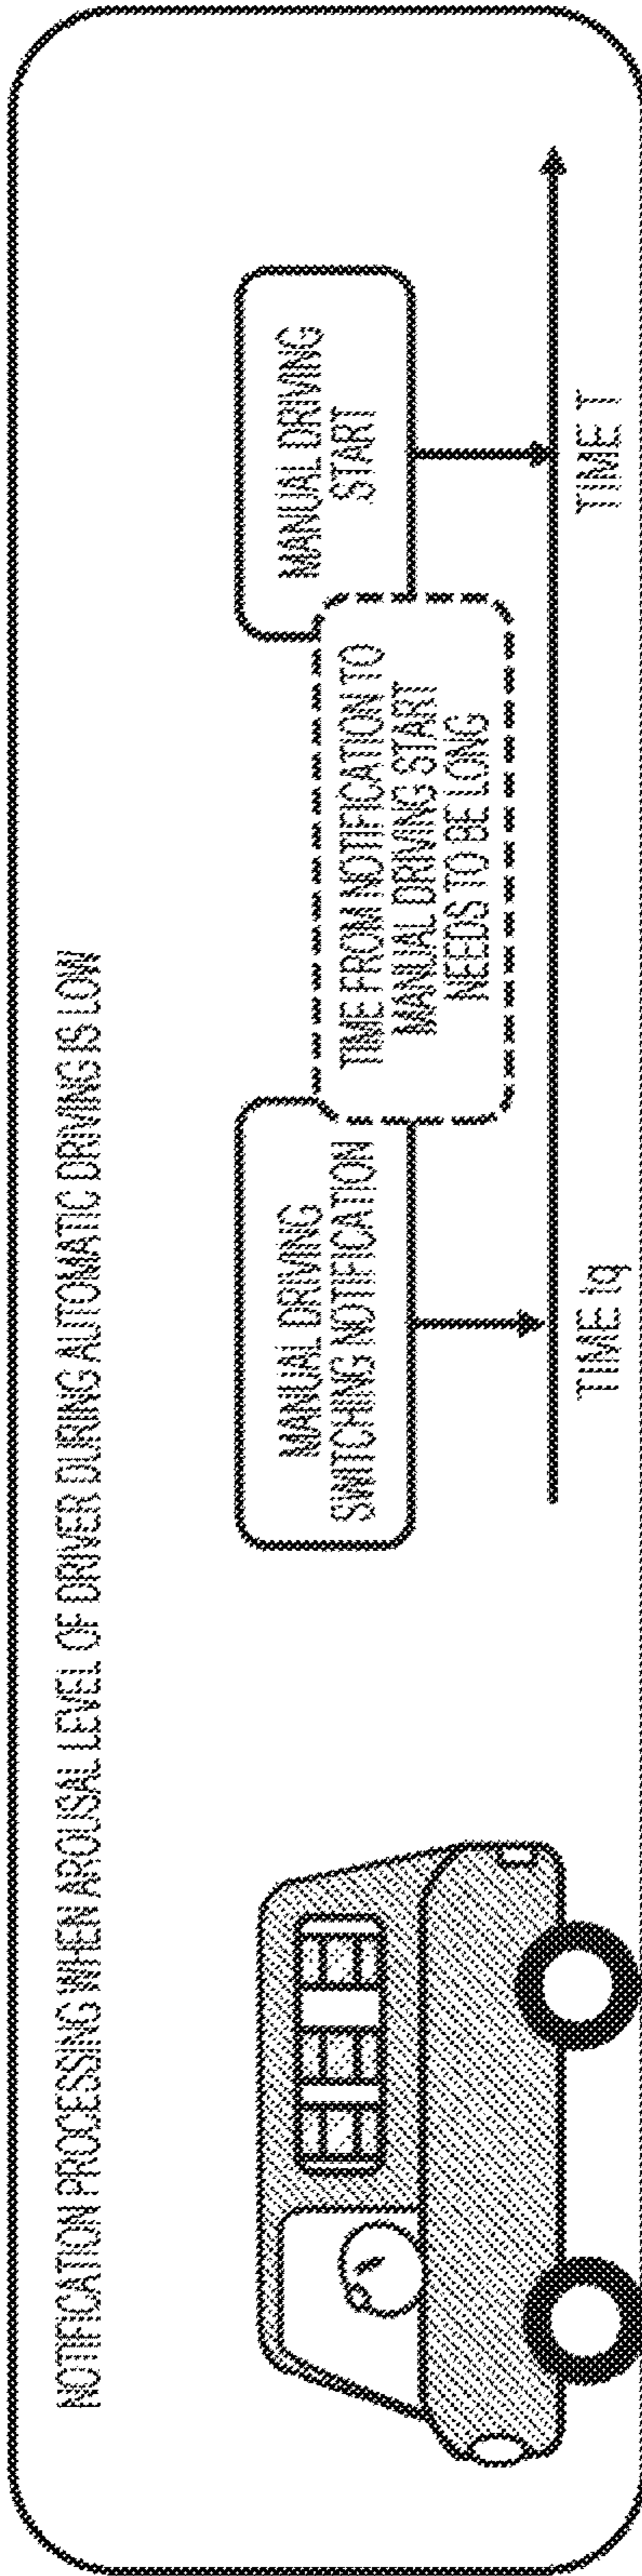 NOTIFICATION PROCESSING WHEN AROUSAL LEVEL OF DRIVER DURING AUTOMATIC DRIVING IS LOW
MANUAL DRIVING
SWITCHING NOTIFICATION
TIME FROM NOTIFICATION TO
MANUAL DRIVING START
NEEDS TO BE LONG
MANUAL DRIVING
START
TIME tq
TIME T